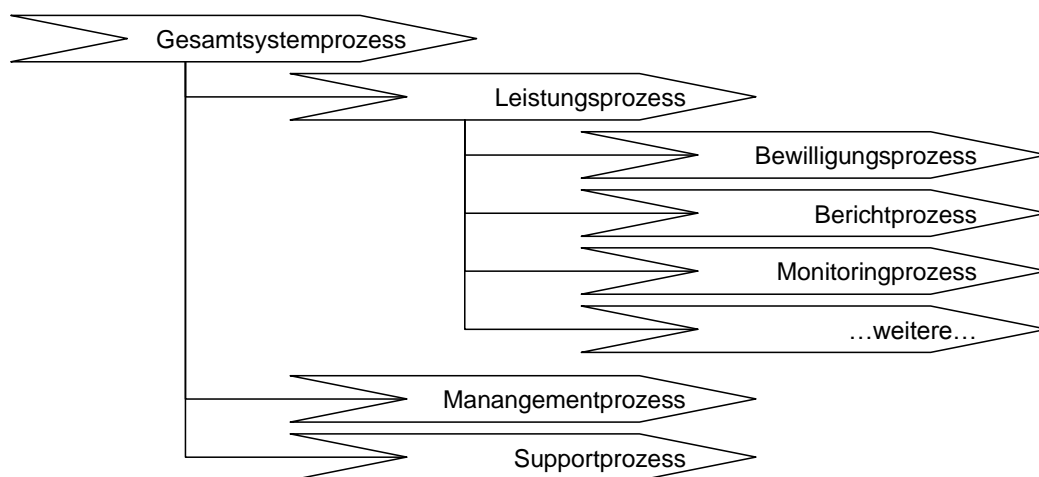 Gesamtsystemprozess
Leistungsprozess
Bewilligungsprozess
Berichtprozess
Monitoringprozess
…weitere…
Manangementprozess
Supportprozess